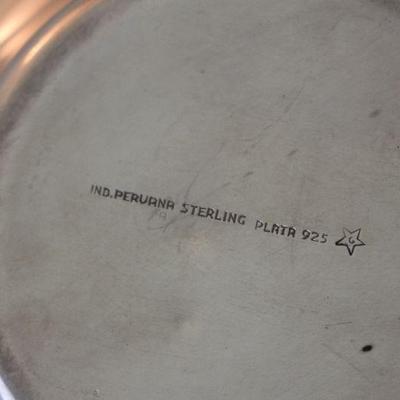 IND. PERUANA STERLING PLATA 925 G